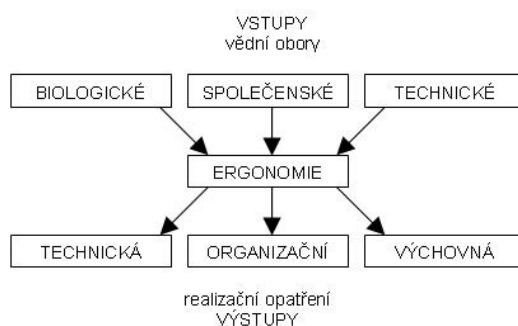 VSTUPY
vědní obory
BIOLOGICKÉ SPOLEČENSKÉ TECHNICKÉ
ERGONOMIE
TECHNICKÁ ORGANIZAČNÍ VÝCHOVNÁ
realizační opatření
VÝSTUPY